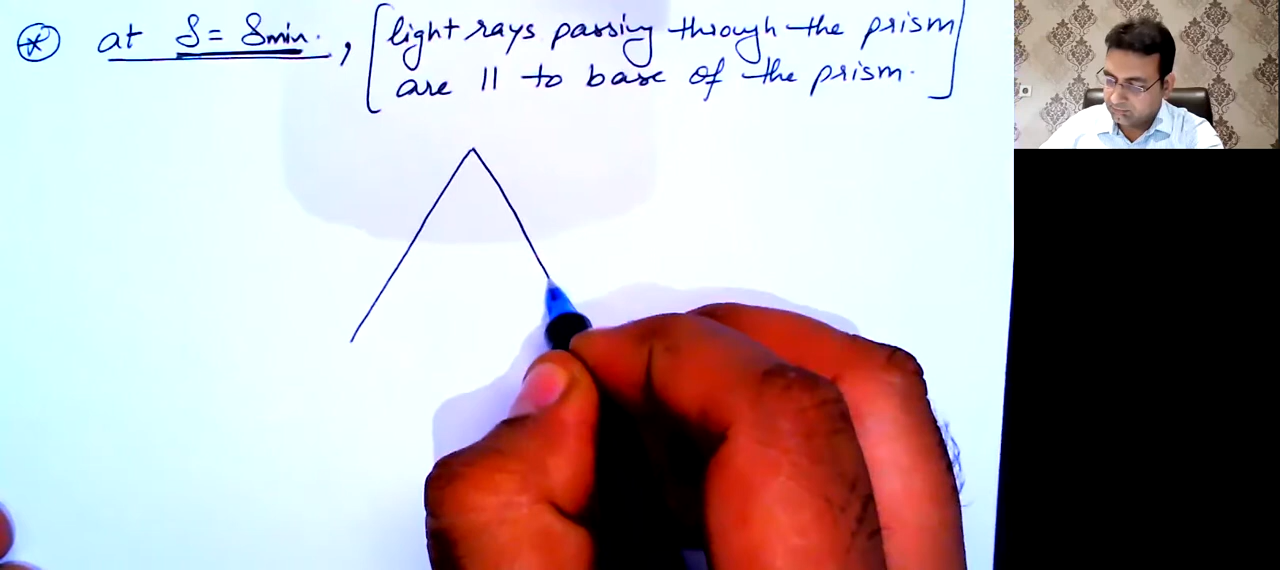 ⊛ at δ = δmin. , [light rays passing through the prism
are || to base of the prism.]